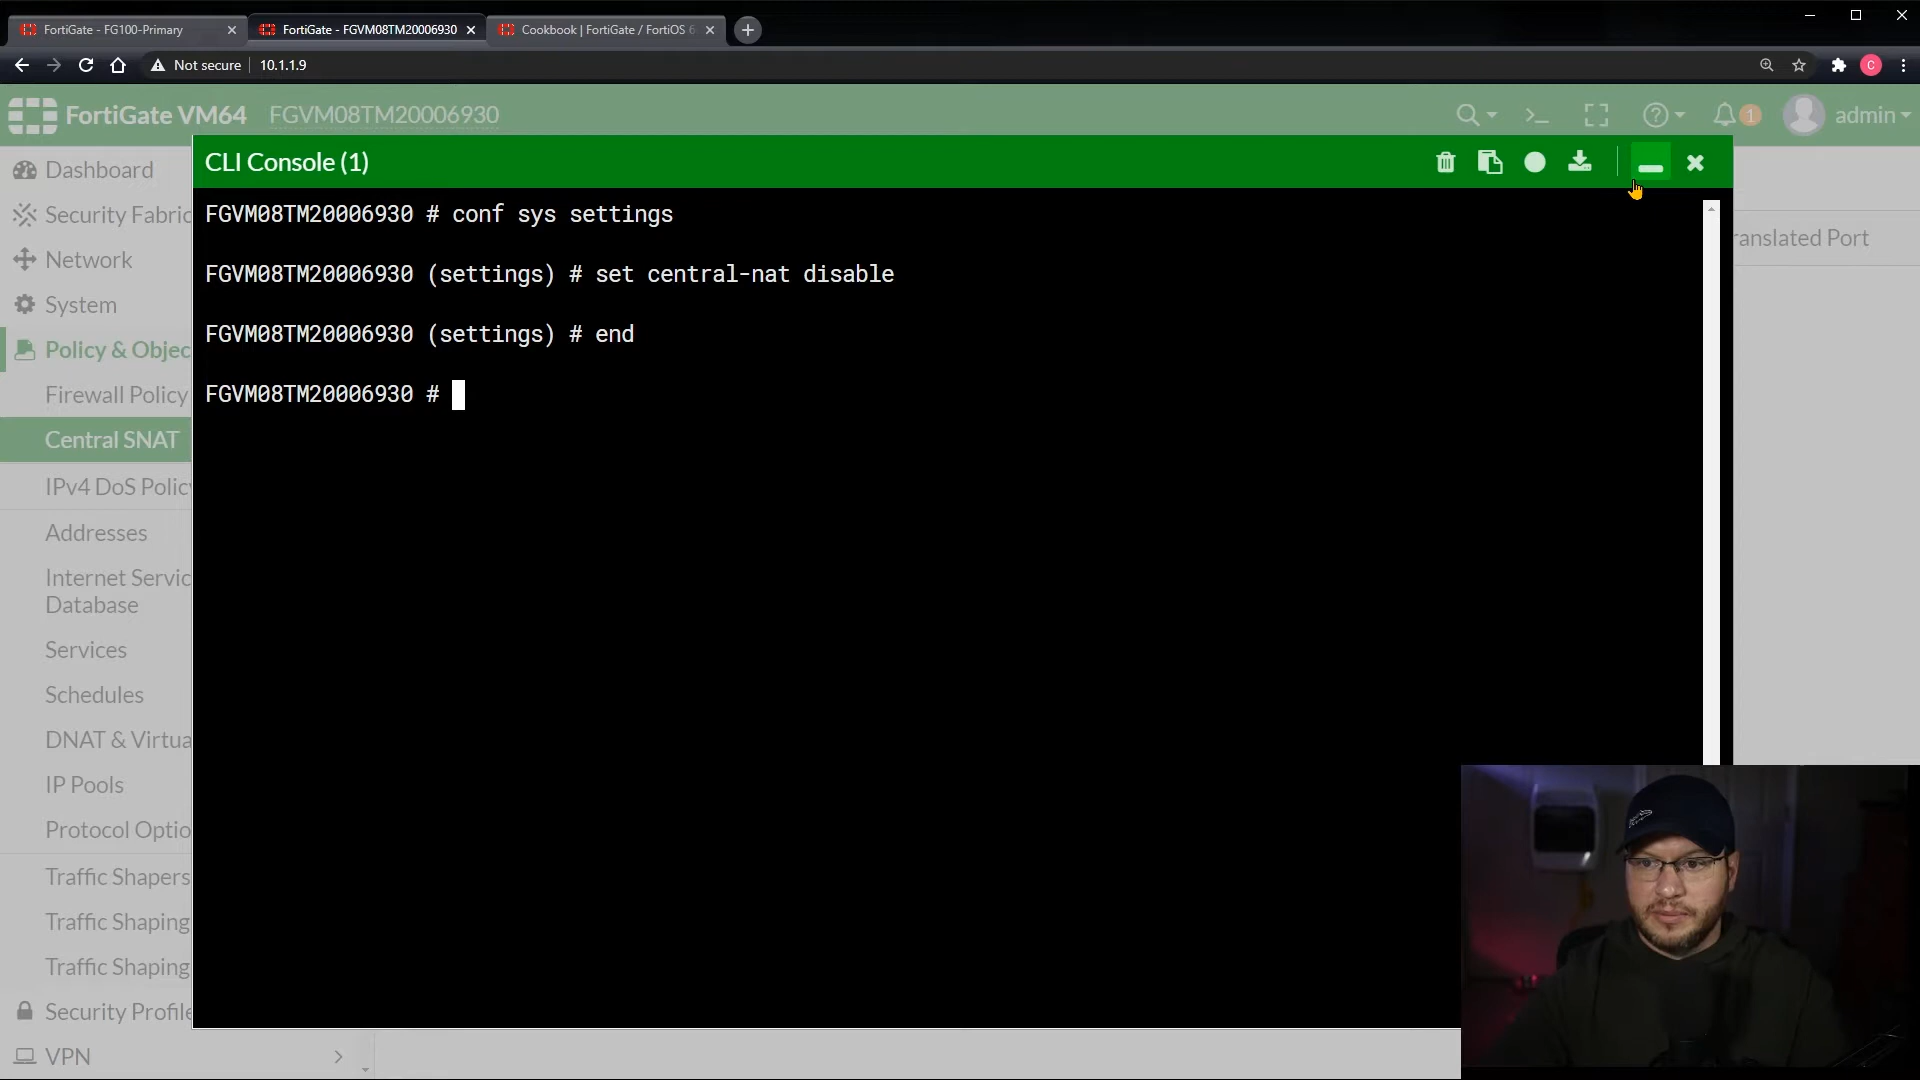 FortiGate - FG100-Primary
FortiGate - FGVM08TM20006930
Cookbook | FortiGate / FortiOS 6
Not secure
10.1.1.9
C
FortiGate VM64
FGVM08TM20006930
1
admin
CLI Console (1)
Dashboard
Security Fabric
Network
System
Policy & Objec
Firewall Policy
Central SNAT
IPv4 DoS Policy
Addresses
Internet Servic
Database
Services
Schedules
DNAT & Virtua
IP Pools
Protocol Optio
Traffic Shapers
Traffic Shaping
Traffic Shaping
Security Profile
VPN
FGVM08TM20006930 # conf sys settings
FGVM08TM20006930 (settings) # set central-nat disable
FGVM08TM20006930 (settings) # end
FGVM08TM20006930 #
ranslated Port